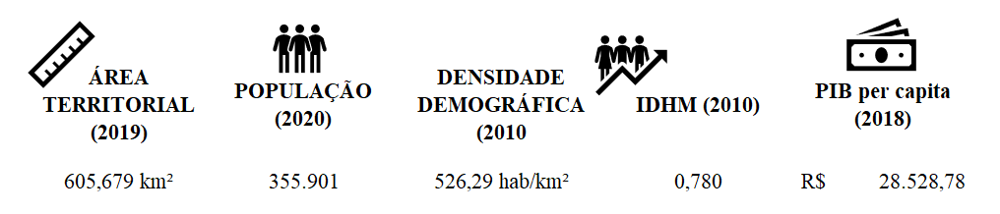 ÁREA
TERRITORIAL
(2019)
POPULAÇÃO
(2020)
DENSIDADE
DEMOGRÁFICA
(2010
IDHM (2010)
PIB per capita
(2018)
605,679 km²
355.901
526,29 hab/km²
0,780
R$ 28.528,78